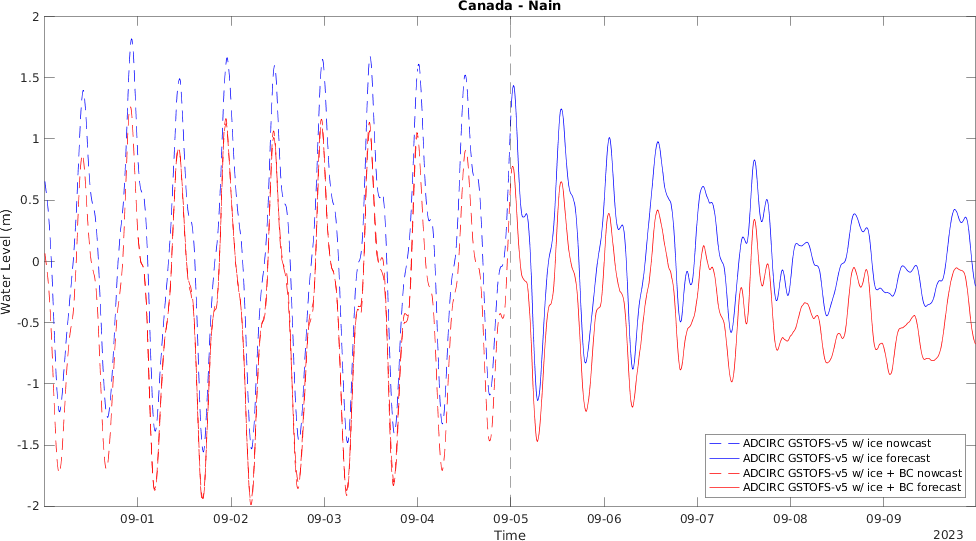 Canada - Nain
Water Level (m)
2
1.5
1
0.5
0
-0.5
-1
-1.5
-2
ADCIRC GSTOFS-v5 w/ ice nowcast
ADCIRC GSTOFS-v5 w/ ice forecast
ADCIRC GSTOFS-v5 w/ ice + BC nowcast
ADCIRC GSTOFS-v5 w/ ice + BC forecast
09-01 09-02 09-03 09-04 09-05 09-06 09-07 09-08 09-09
Time
2023